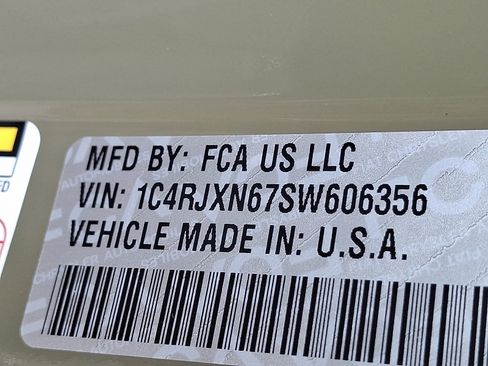 MFD BY: FCA US LLC
VIN: 1C4RJXN67SW606356
VEHICLE MADE IN: U.S.A.